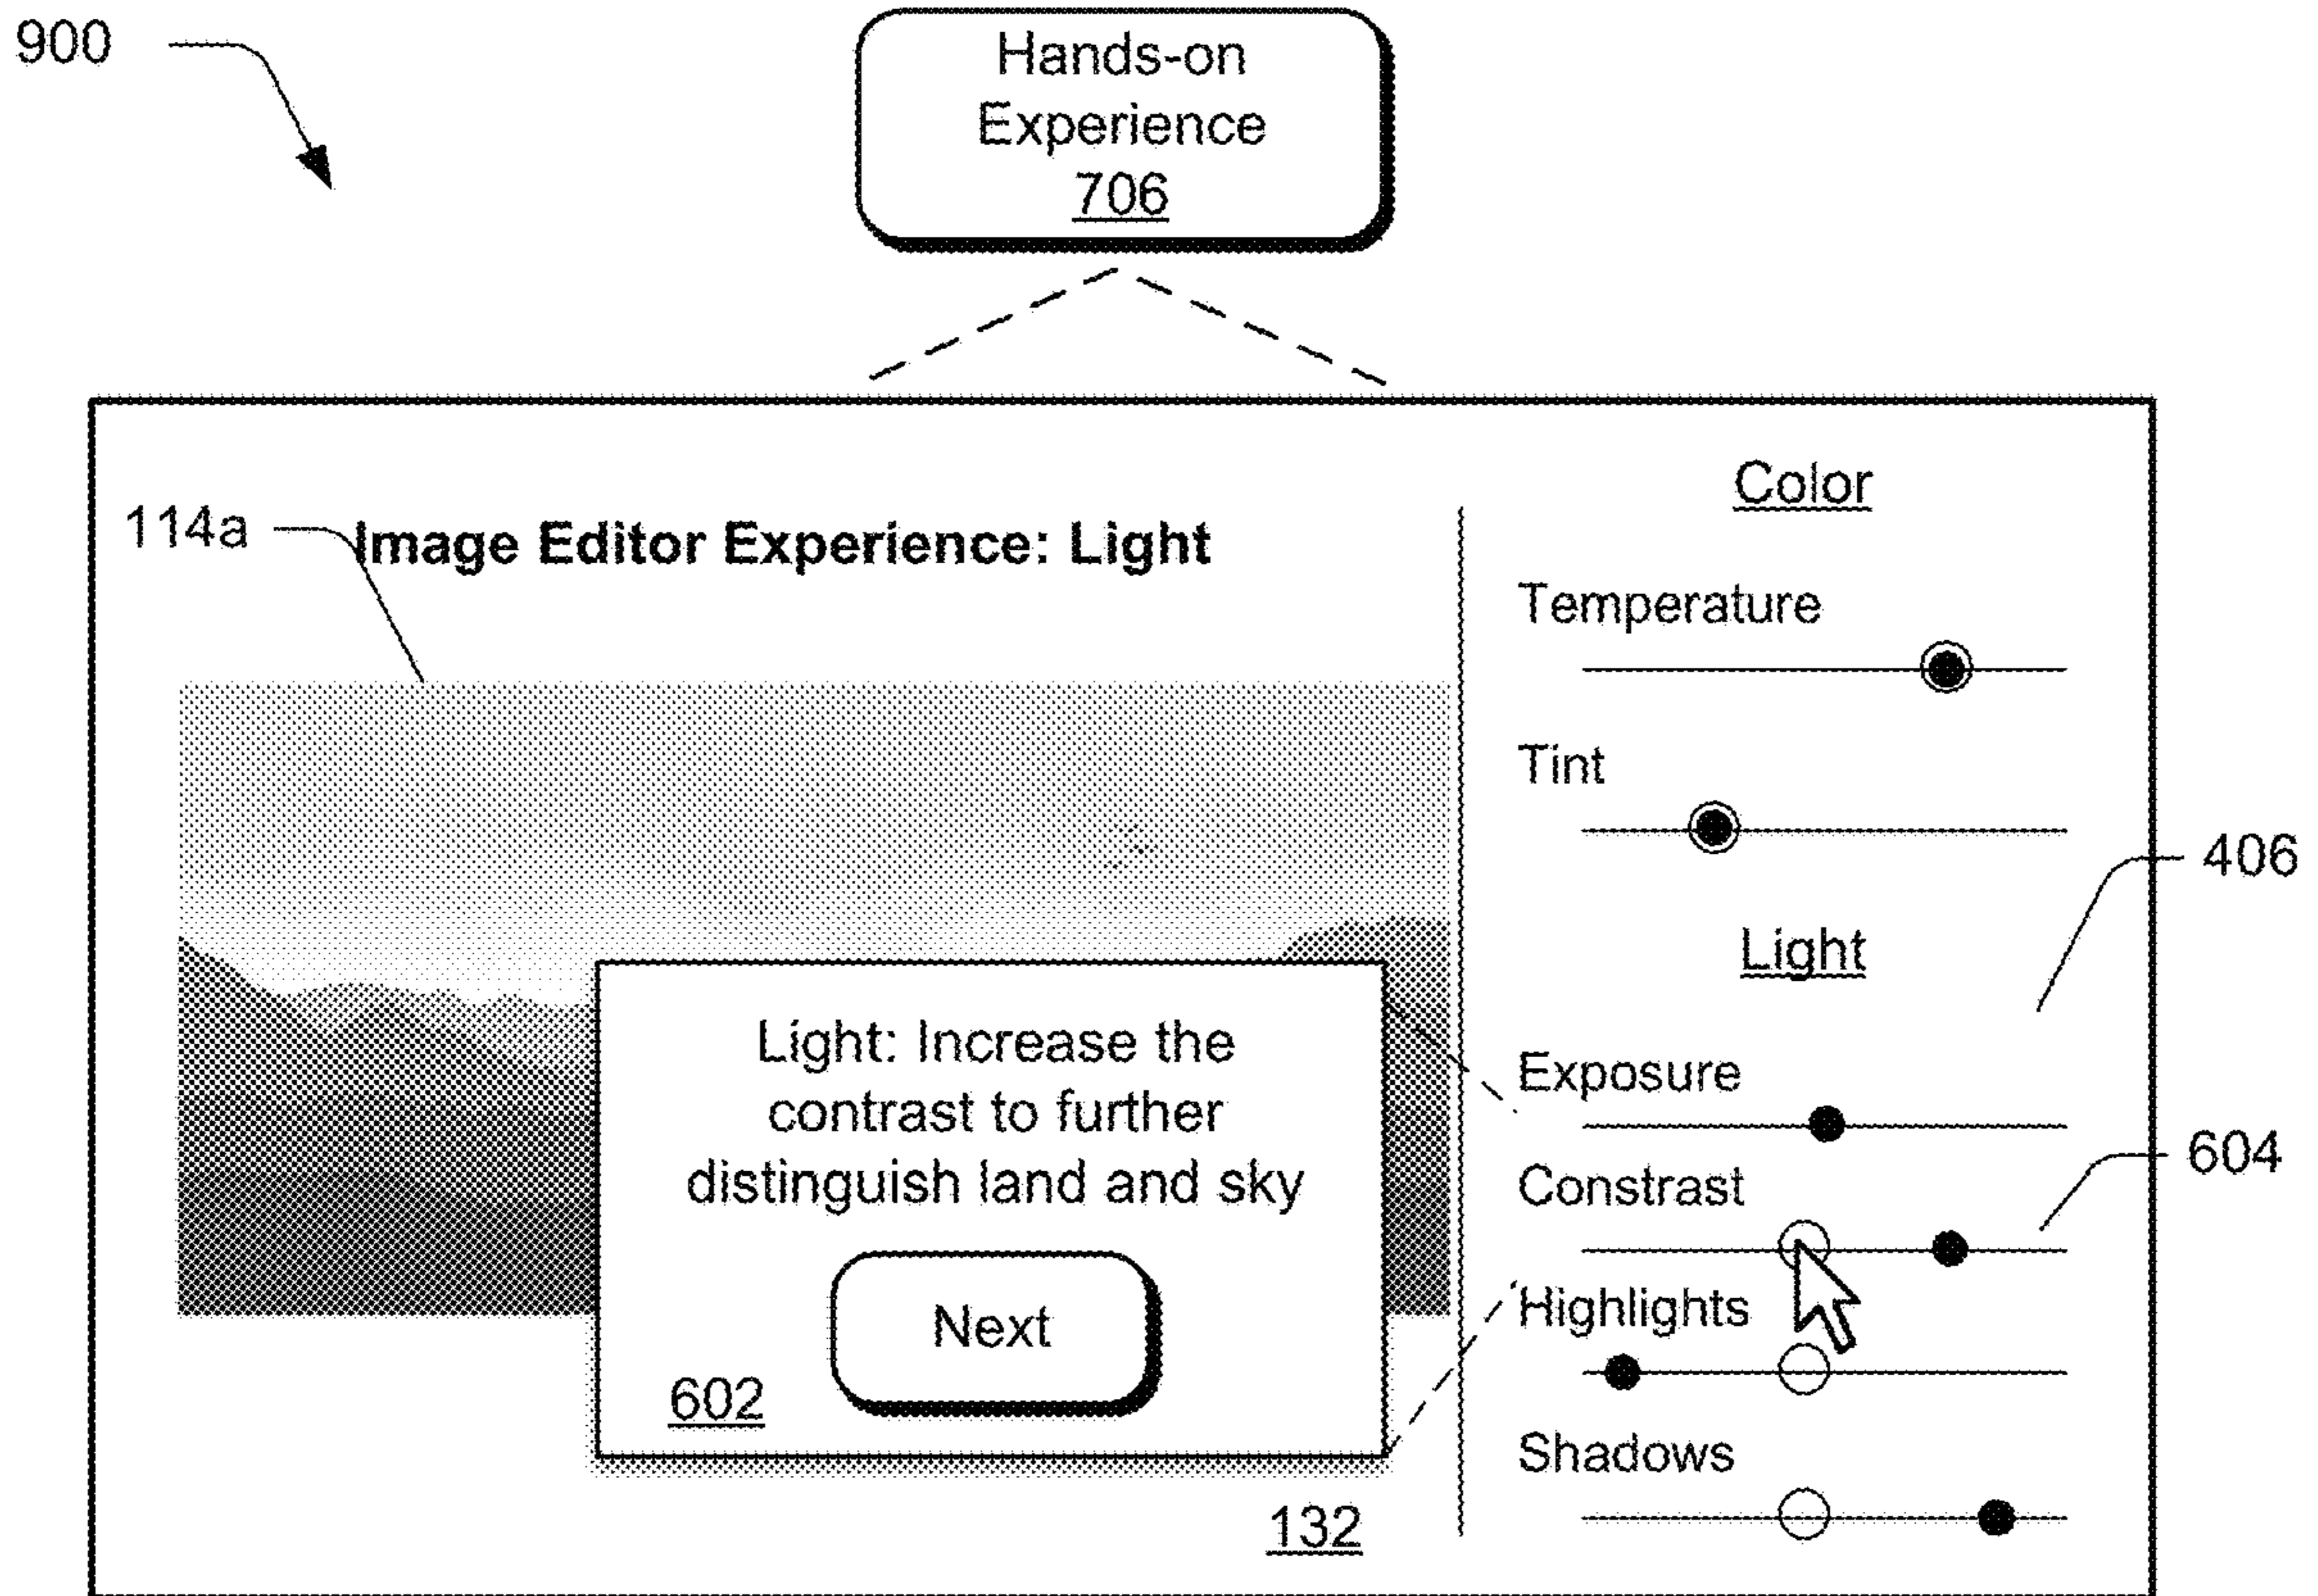 900
Hands-on
Experience
706
114a
Image Editor Experience: Light
Color
Temperature
Tint
406
Light
Exposure
604
Constrast
Highlights
Shadows
Light: Increase the
contrast to further
distinguish land and sky
Next
602
132